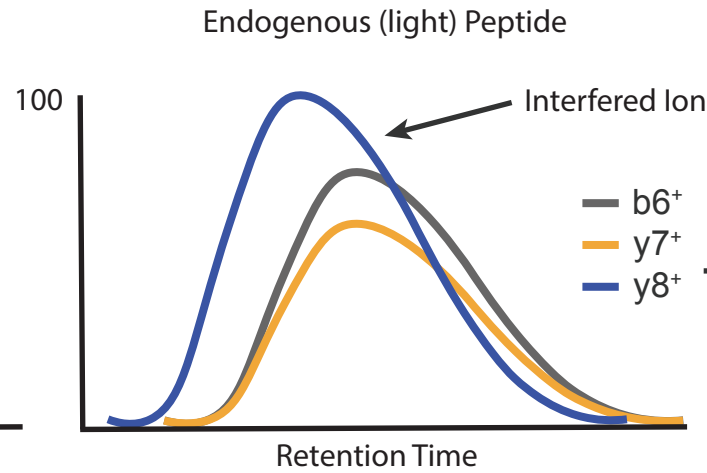 Endogenous (light) Peptide
100
Interfered Ion
b6⁺
y7⁺
y8⁺
Retention Time